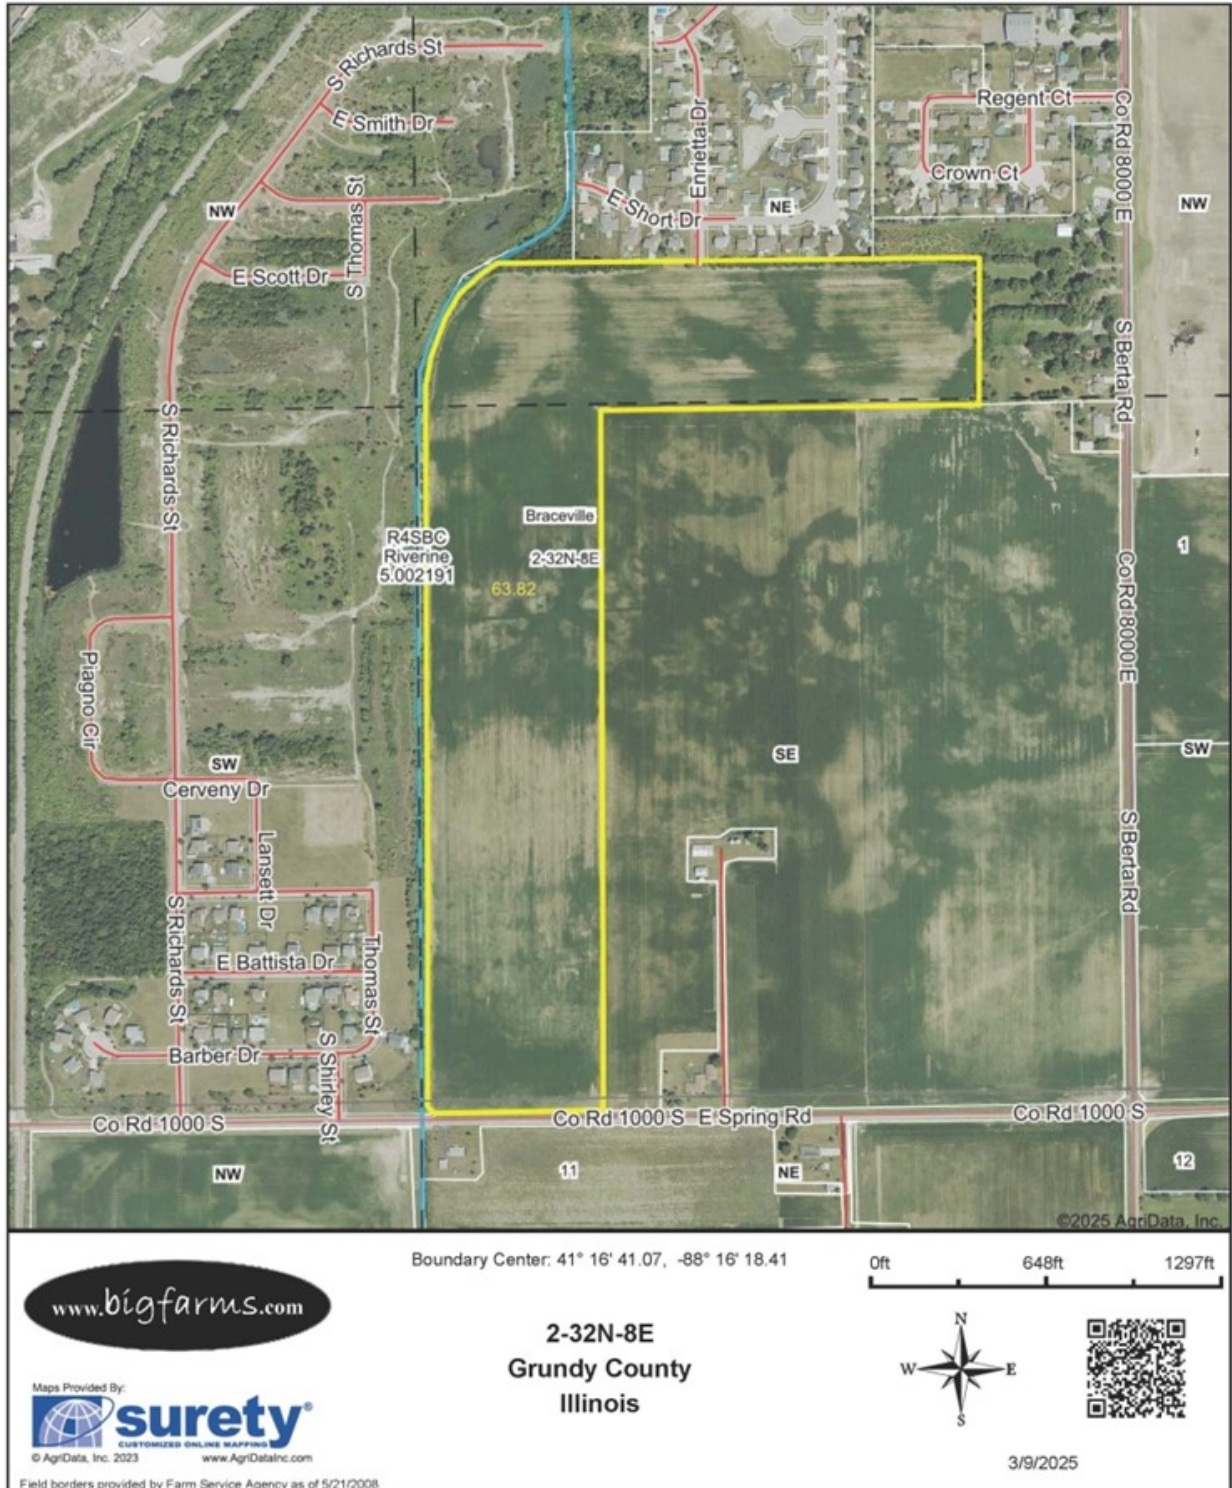 S Richards St
E Smith Dr
Enrietta Dr
Regent Ct
Co Rd 8000 E
Crown Ct
NW
S Thomas St
E Short Dr
NE
NW
E Scott Dr
S Berta Rd
S Richards St
Braceville
R4SBC
Riverine
5.002191
2-32N-8E
63.82
1
Co Rd 8000 E
Piagno Cir
SW
SE
SW
Cerveny Dr
Lansett Dr
S Berta Rd
S Richards St
E Battista Dr
Thomas St
Barber Dr
S Shirley St
Co Rd 1000 S
Co Rd 1000 S
E Spring Rd
Co Rd 1000 S
NW
11
NE
12
©2025 AgriData, Inc.
Boundary Center: 41° 16' 41.07, -88° 16' 18.41
0ft 648ft 1297ft
www.bigfarms.com
2-32N-8E
Grundy County
Illinois
N
W E
S
Maps Provided By:
surety®
CUSTOMIZED ONLINE MAPPING
© AgriData, Inc. 2023 www.AgriDataInc.com
3/9/2025
Field borders provided by Farm Service Agency as of 5/21/2008.